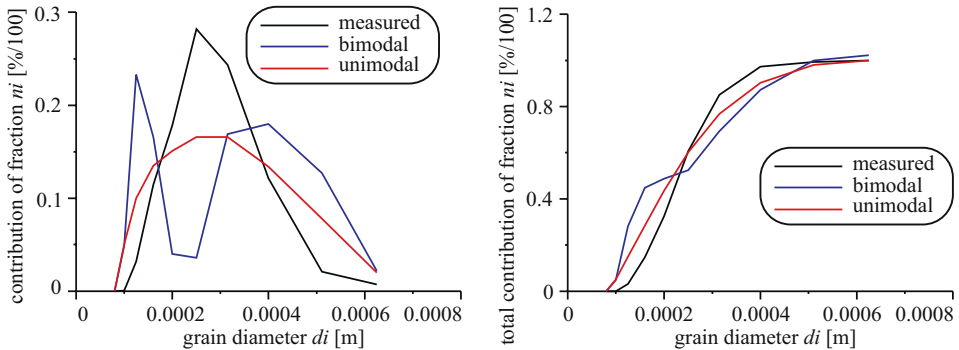 contribution of fraction ni [%/100]
0.3
0.2
0.1
0
0
0.0002
0.0004
0.0006
0.0008
grain diameter di [m]
measured
bimodal
unimodal
total contribution of fraction ni [%/100]
1.2
0.8
0.4
0
0
0.0002
0.0004
0.0006
0.0008
grain diameter di [m]
measured
bimodal
unimodal